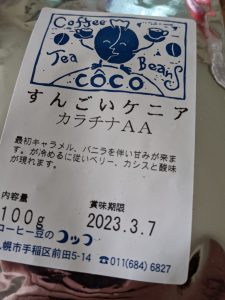 Coffee
Tea Beans
COCO
すんごいケニア
カラチナAA
最初キャラメル、バニラを伴い甘みが来ま
す。が冷めるに従いベリー、カシスと酸味
が現れます。
内容量 賞味期限
100g 2023.3.7
コーヒー豆のコッコ
札幌市手稲区前田5-14 ☎011(684)6827